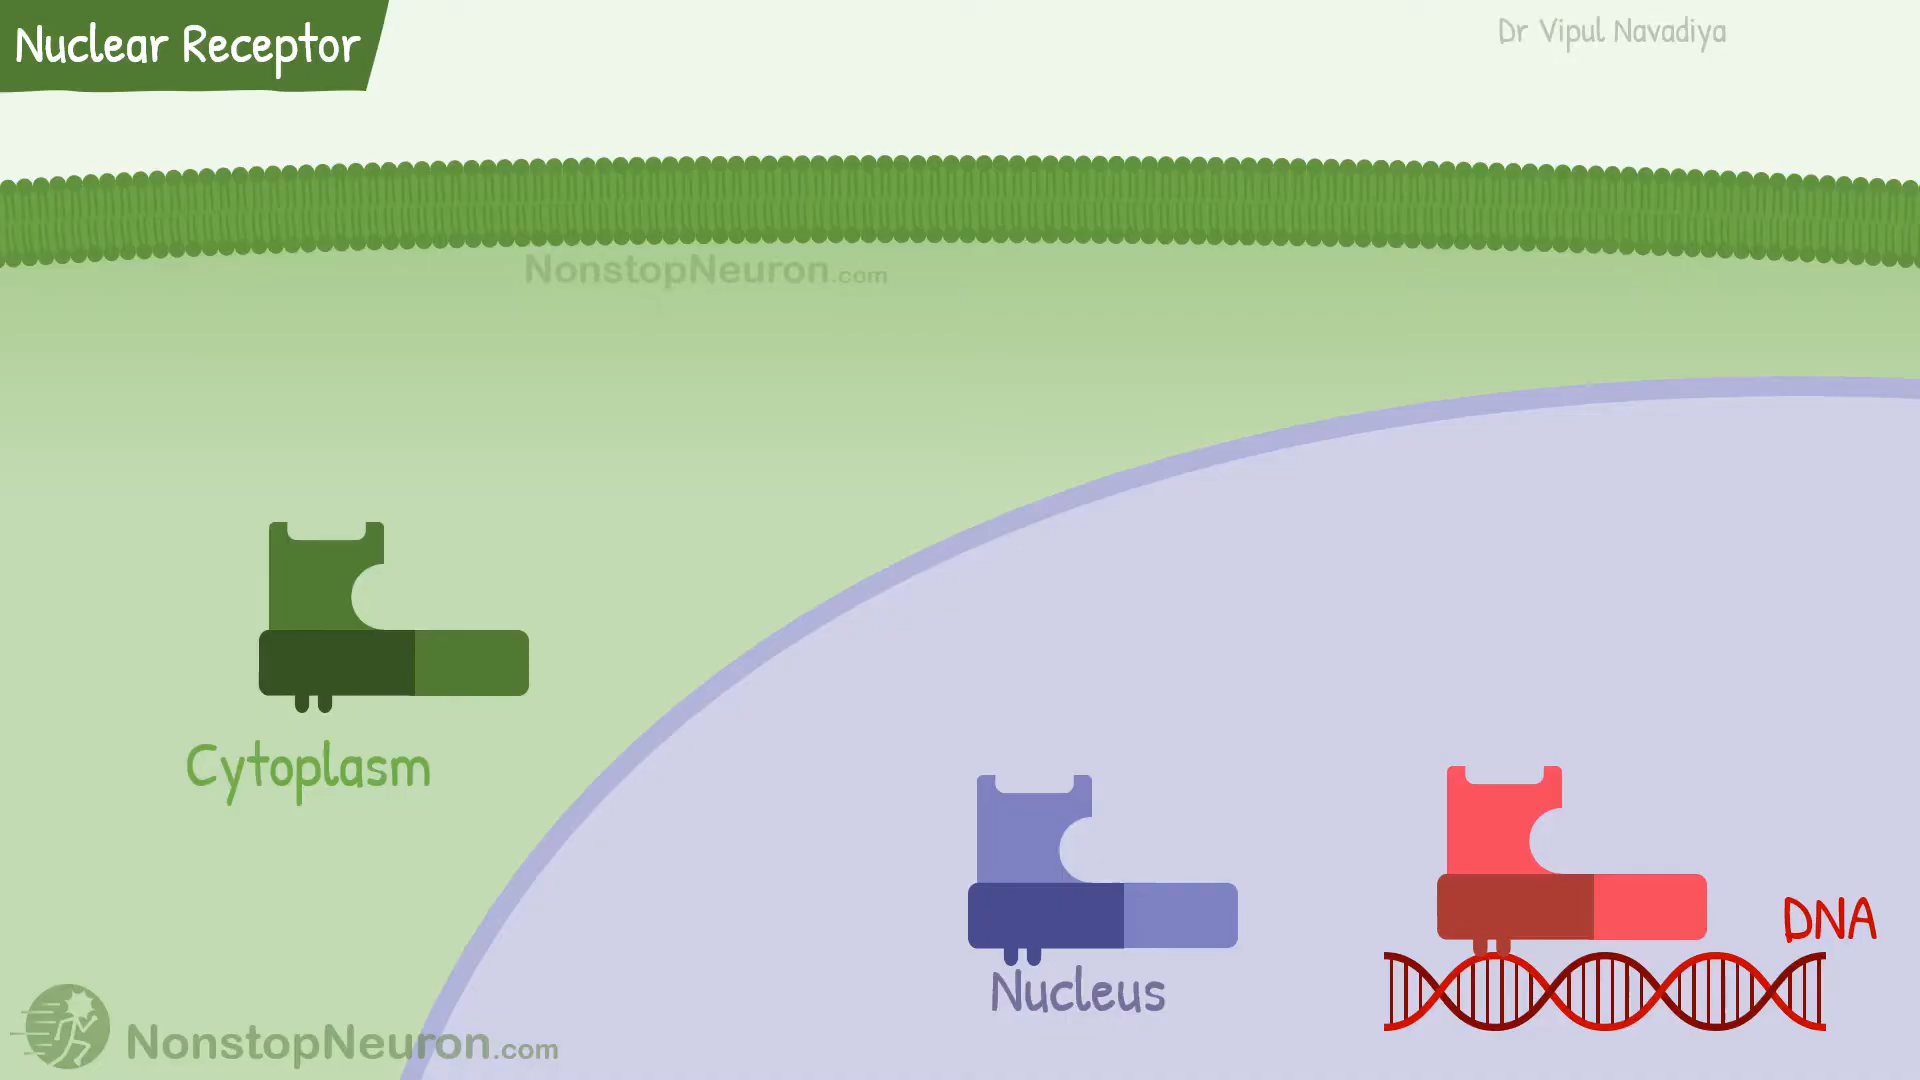 Nuclear Receptor
Dr Vipul Navadiya
NonstopNeuron.com
Cytoplasm
DNA
Nucleus
NonstopNeuron.com